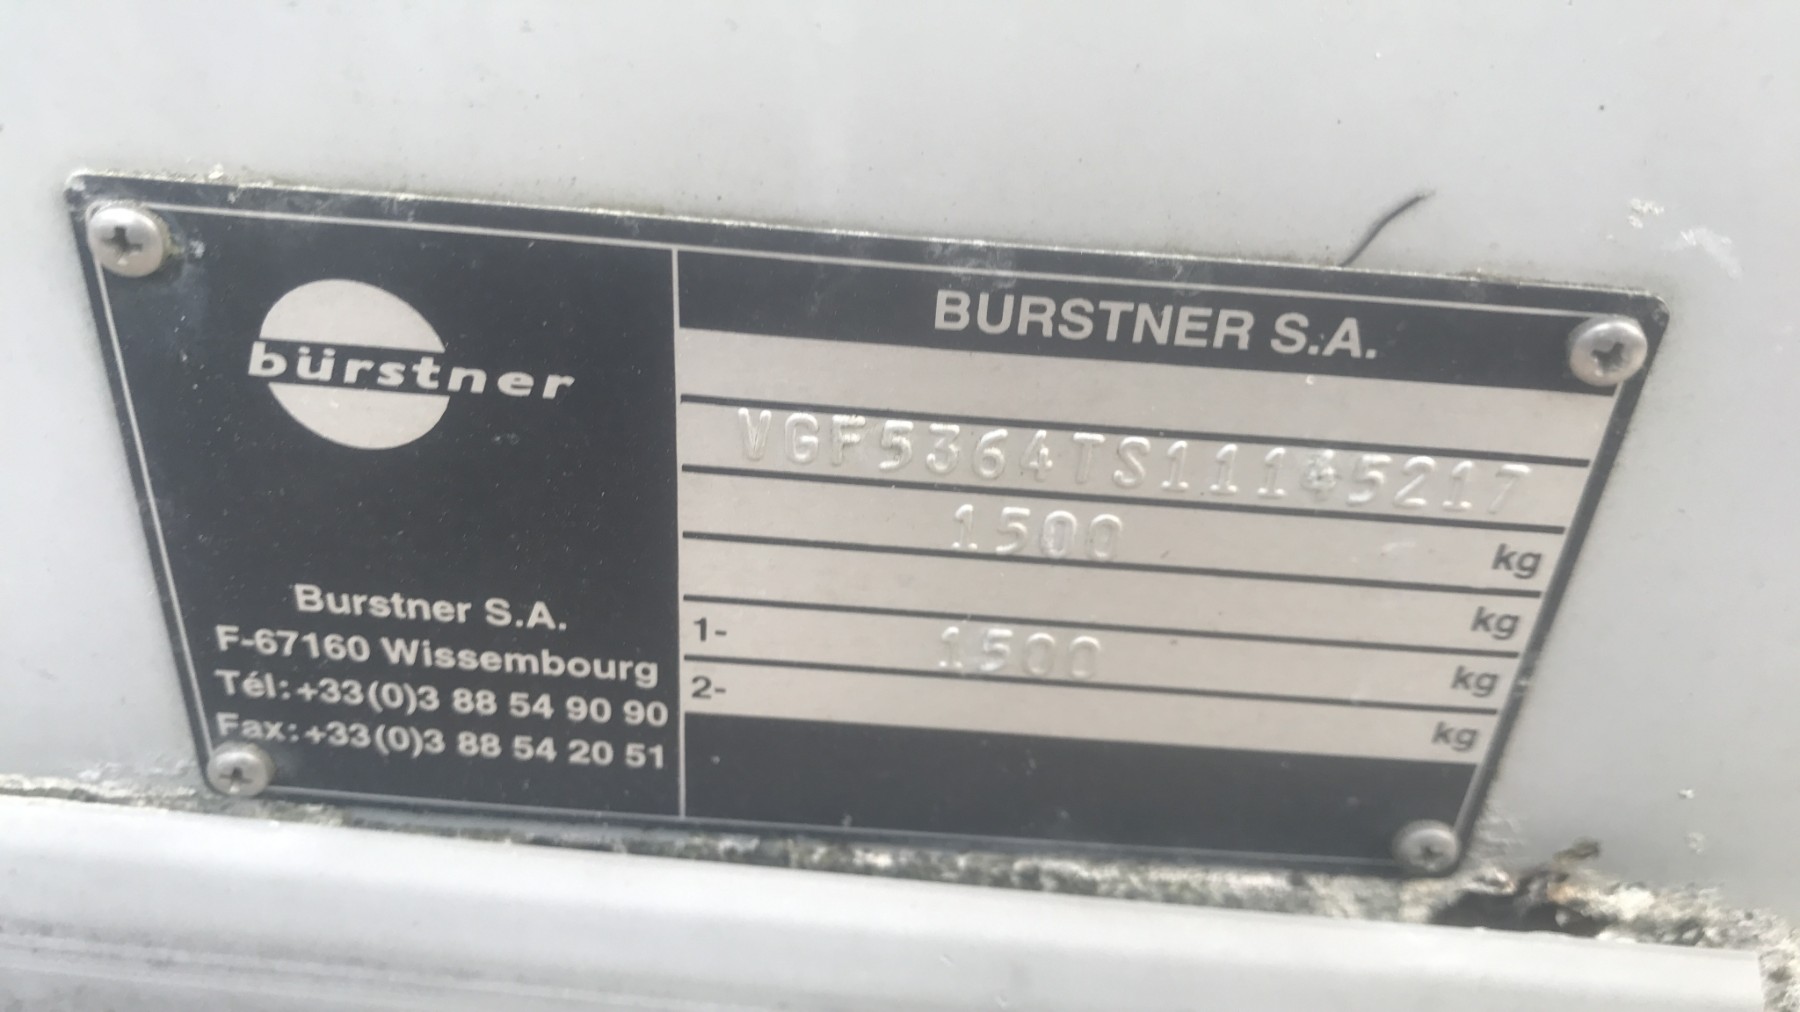 bürstner
Burstner S.A.
F-67160 Wissembourg
Tél:+33(0)3 88 54 90 90
Fax:+33(0)3 88 54 20 51
BURSTNER S.A.
1500 kg
kg
1- 1500 kg
2- kg